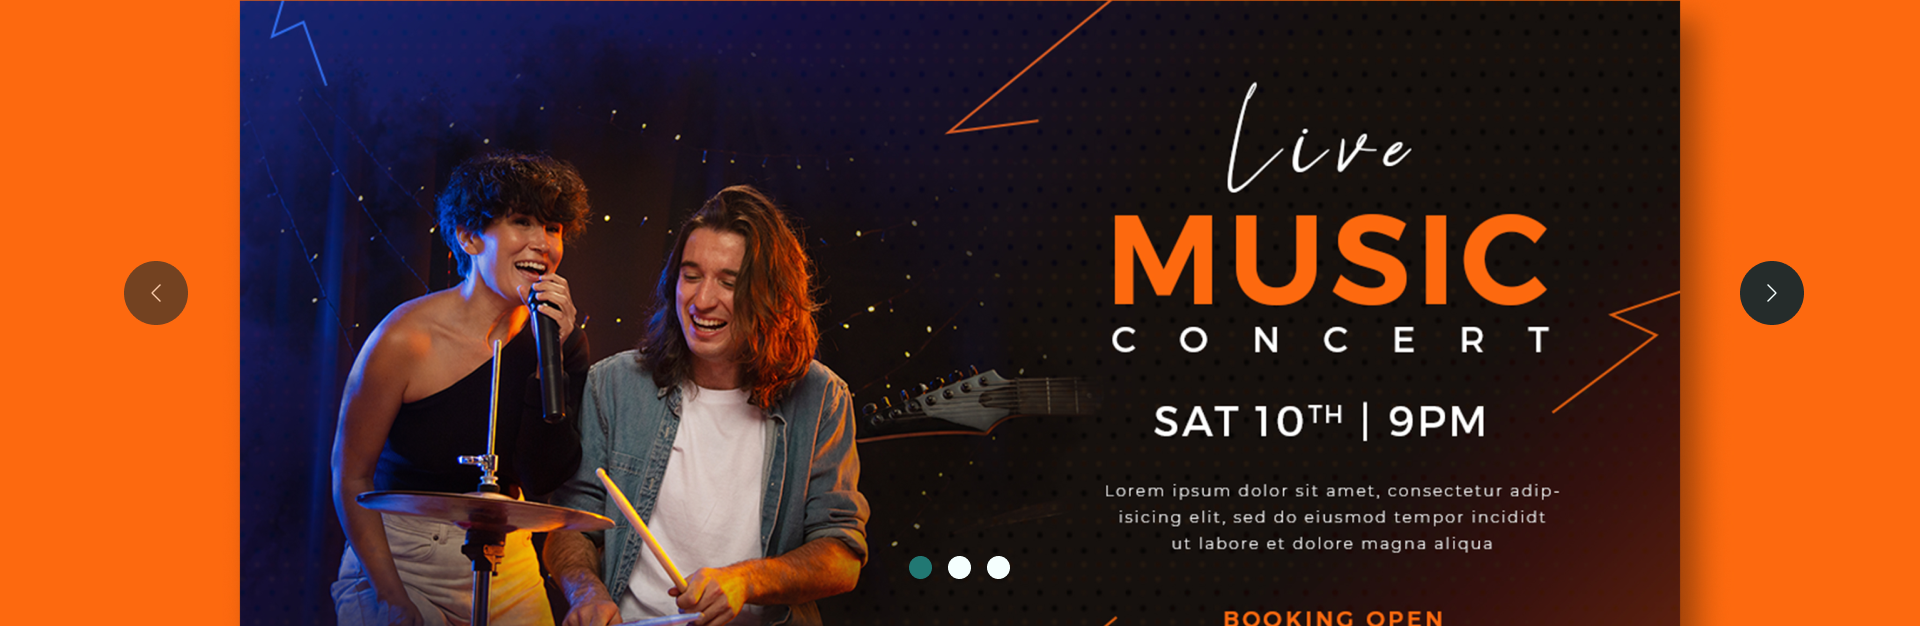 Live
MUSIC
CONCERT
SAT 10TH | 9PM
Lorem ipsum dolor sit amet, consectetur adip-
isicing elit, sed do eiusmod tempor incididt
ut labore et dolore magna aliqua
BOOKING OPEN